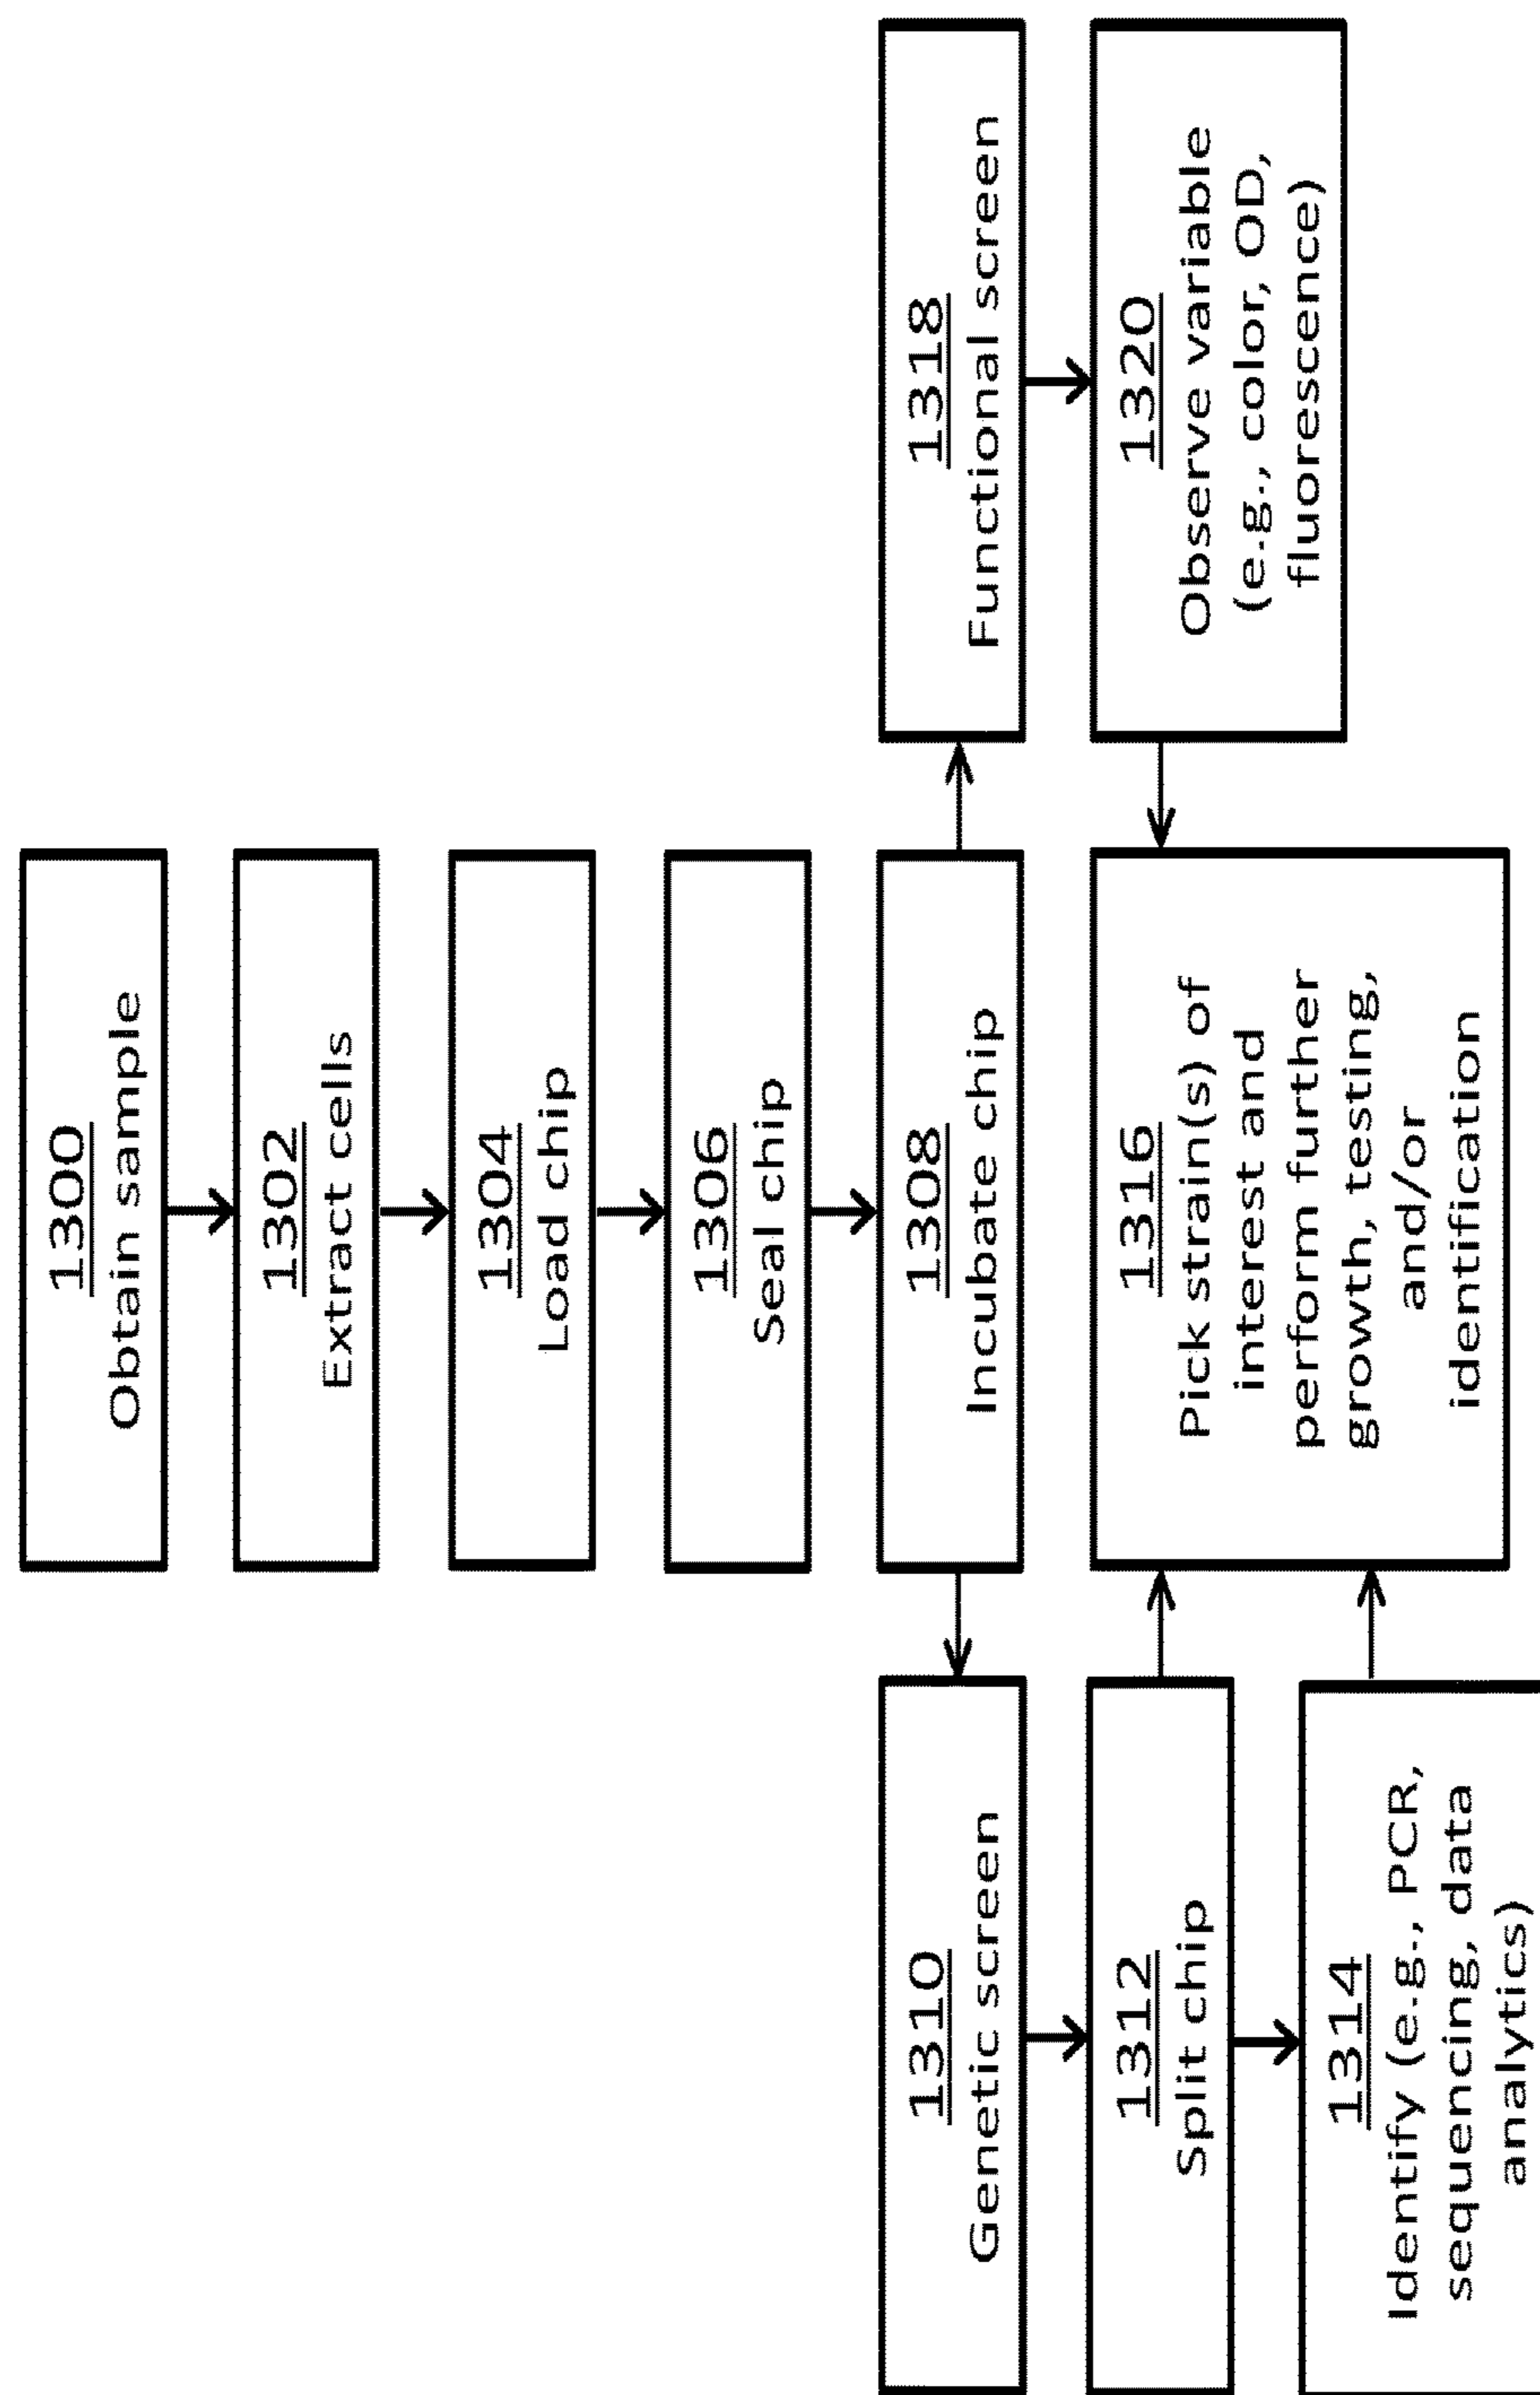 1300
Obtain sample
1302
Extract cells
1304
Load chip
1306
Seal chip
1308
Incubate chip
1310
Genetic screen
1312
Split chip
1314
Identify (e.g., PCR,
sequencing, data
analytics)
1316
Pick strain(s) of
interest and
perform further
growth, testing,
and/or
identification
1318
Functional screen
1320
Observe variable
(e.g., color, OD,
fluorescence)